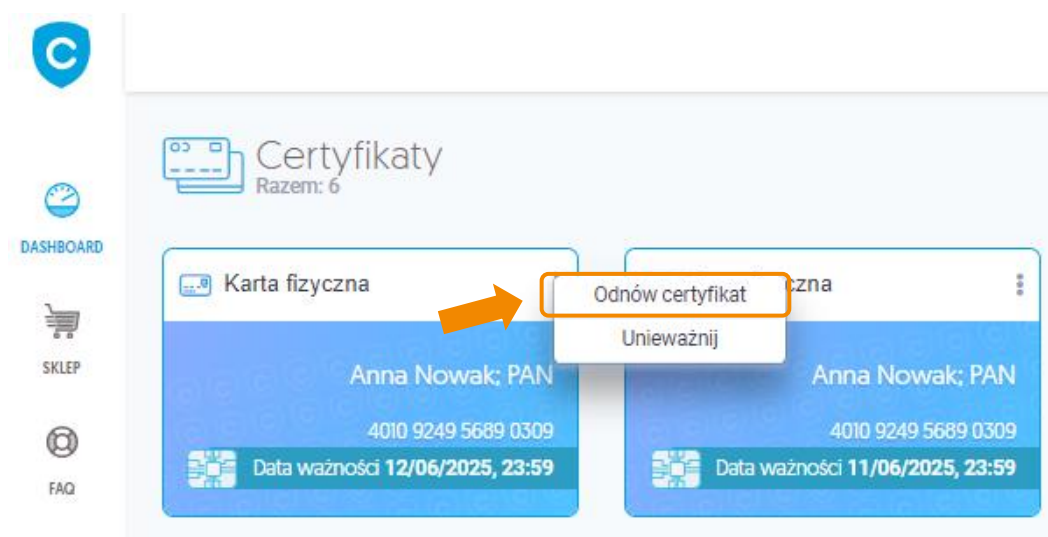 C
Certyfikaty
Razem: 6
DASHBOARD
SKLEP
FAQ
Karta fizyczna
Odnów certyfikat
Unieważnij
Anna Nowak; PAN
4010 9249 5689 0309
Data ważności 12/06/2025, 23:59
czna
Anna Nowak; PAN
4010 9249 5689 0309
Data ważności 11/06/2025, 23:59